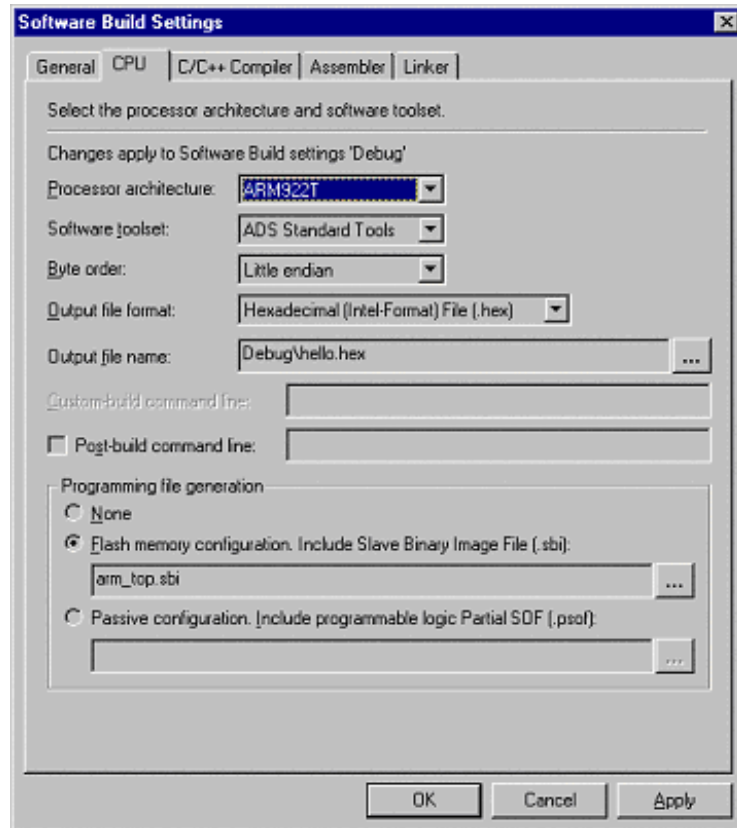 Software Build Settings
General CPU C/C++ Compiler Assembler Linker
Select the processor architecture and software toolset.
Changes apply to Software Build settings 'Debug'
Processor architecture: ARM922T
Software toolset: ADS Standard Tools
Byte order: Little endian
Output file format: Hexadecimal (Intel-Format) File (.hex)
Output file name: Debug\hello.hex ...
Custom-build command line:
Post-build command line:
Programming file generation
None
Flash memory configuration. Include Slave Binary Image File (.sbi):
arm_top.sbi ...
Passive configuration. Include programmable logic Partial SOF (.psof):
...
OK Cancel Apply